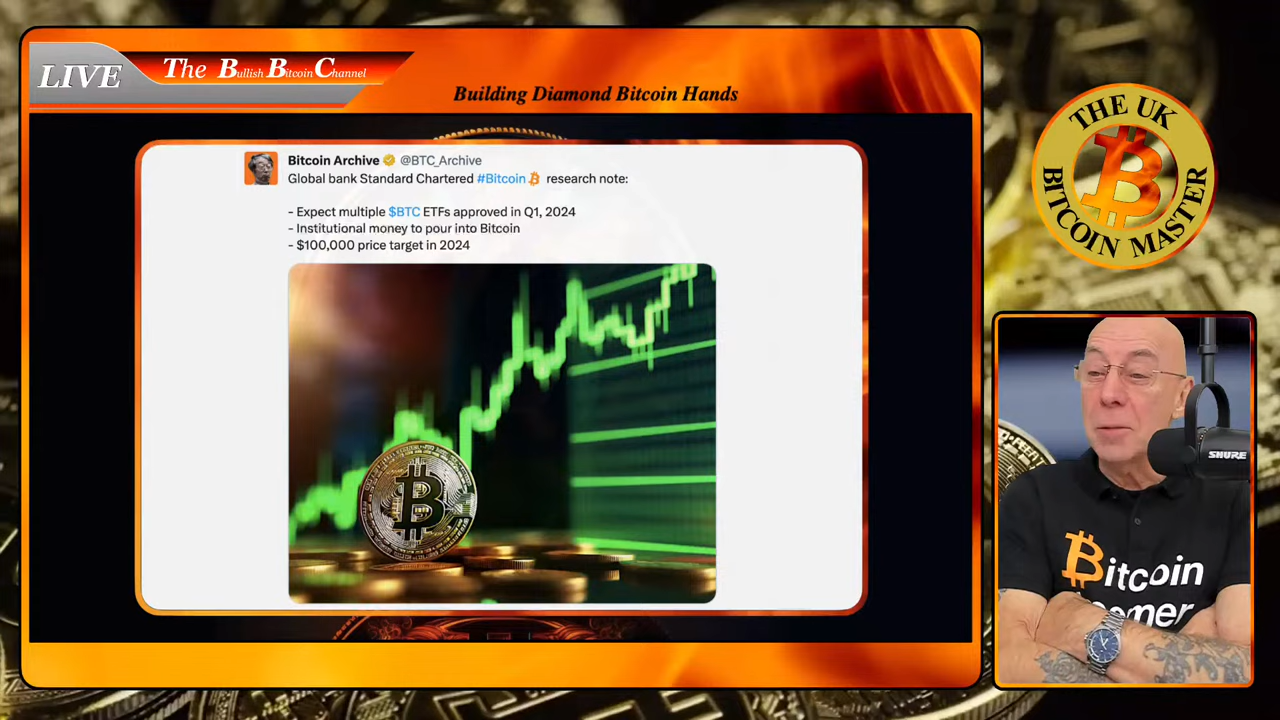 LIVE
The Bullish Bitcoin Channel
Building Diamond Bitcoin Hands
Bitcoin Archive @BTC_Archive
Global bank Standard Chartered #Bitcoin research note:
- Expect multiple $BTC ETFs approved in Q1, 2024
- Institutional money to pour into Bitcoin
- $100,000 price target in 2024
THE UK
BITCOIN MASTER
SHURE
Bitcoin